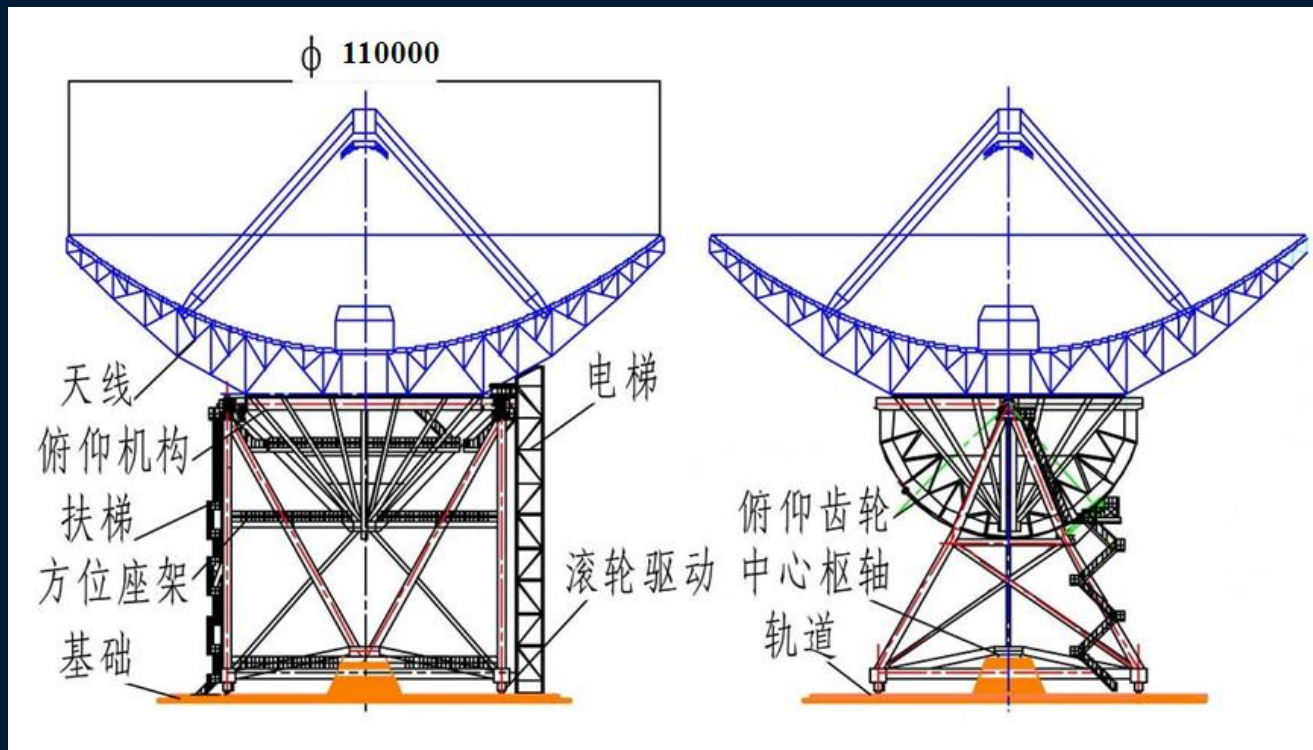 ϕ 110000
天线
俯仰机构
扶梯
方位座架
基础
电梯
滚轮驱动
俯仰齿轮
中心枢轴
轨道